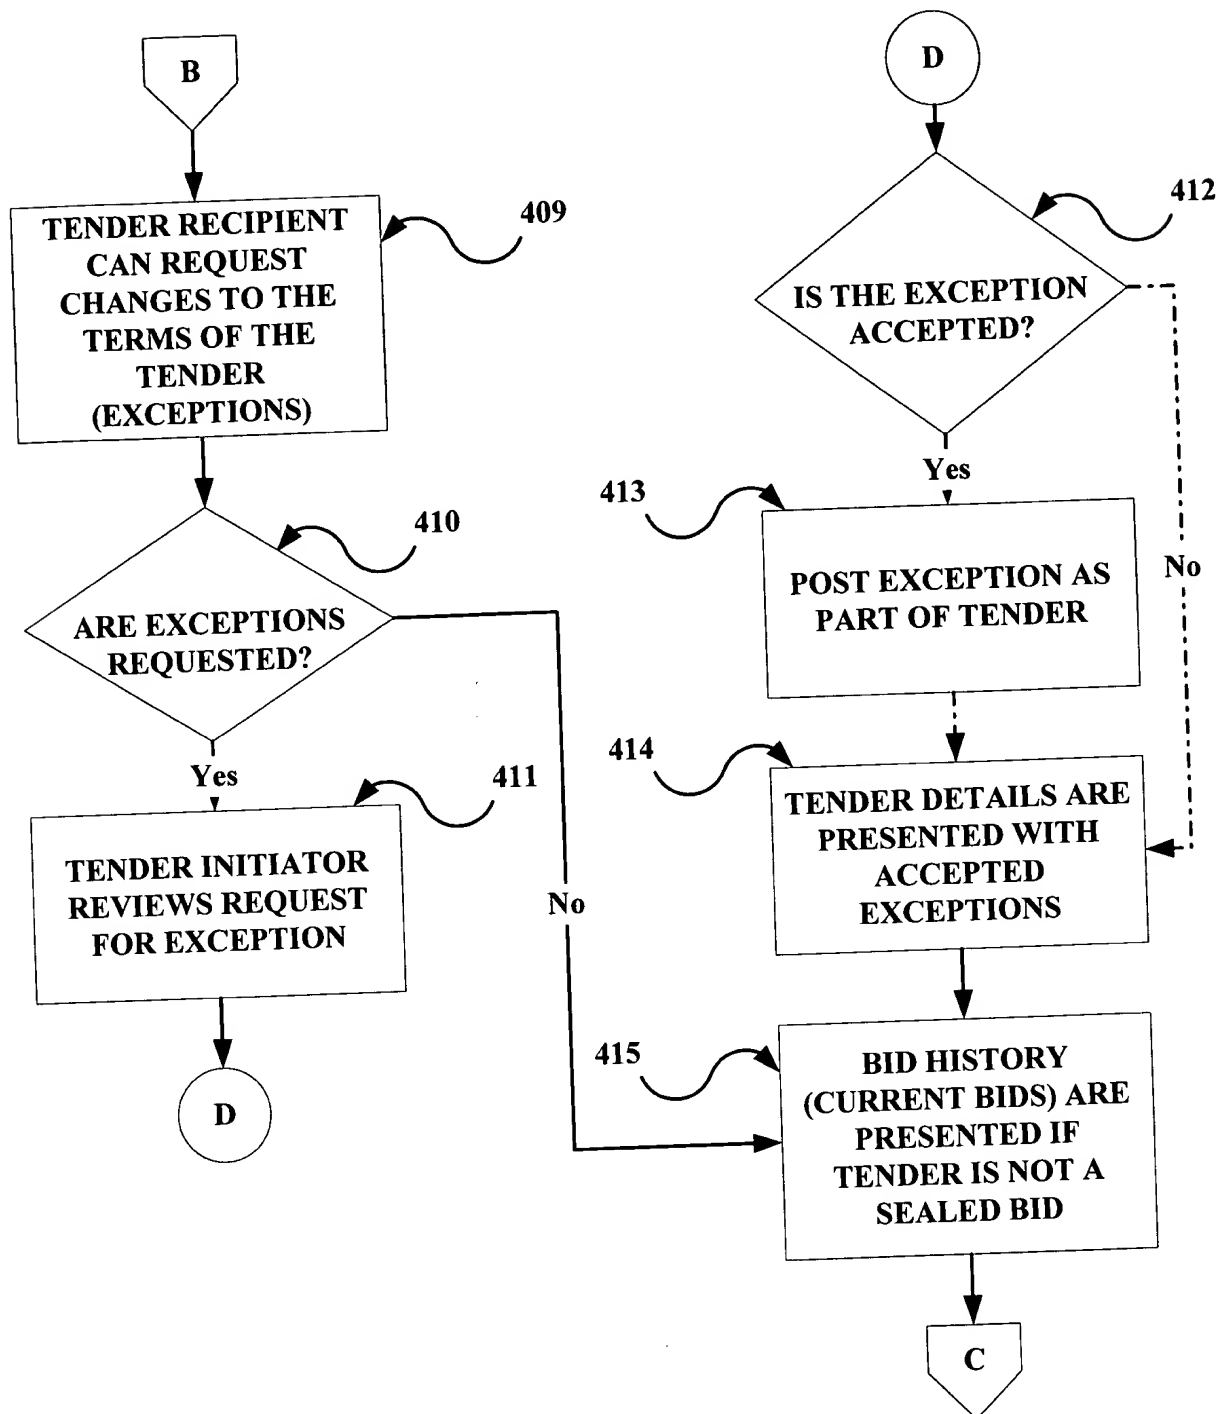 B
TENDER RECIPIENT
CAN REQUEST
CHANGES TO THE
TERMS OF THE
TENDER
(EXCEPTIONS)
409
ARE EXCEPTIONS
REQUESTED?
410
Yes
No
TENDER INITIATOR
REVIEWS REQUEST
FOR EXCEPTION
411
D
D
IS THE EXCEPTION
ACCEPTED?
412
Yes
No
413
POST EXCEPTION AS
PART OF TENDER
414
TENDER DETAILS ARE
PRESENTED WITH
ACCEPTED
EXCEPTIONS
415
BID HISTORY
(CURRENT BIDS) ARE
PRESENTED IF
TENDER IS NOT A
SEALED BID
C